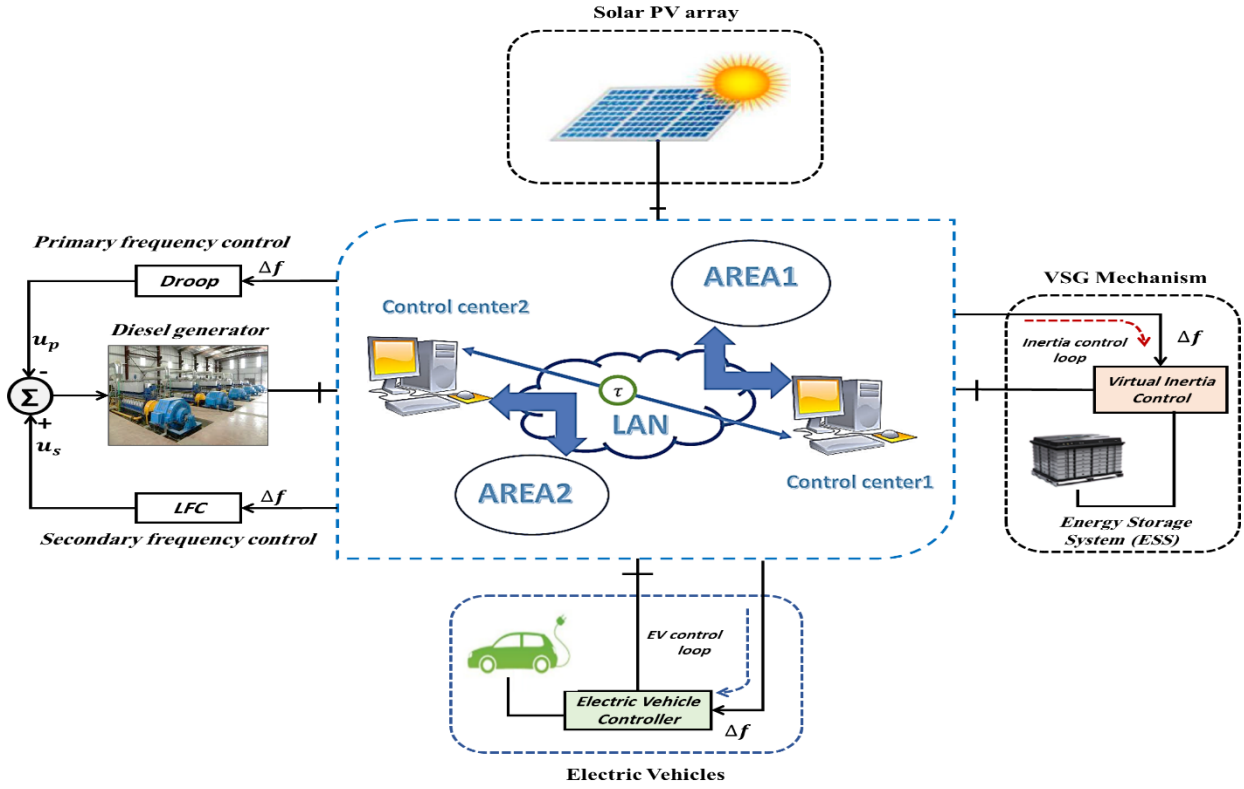 Solar PV array
Primary frequency control
Δf
Droop
Diesel generator
u_p
-
Σ
+
u_s
LFC
Δf
Secondary frequency control
AREA1
Control center2
τ
LAN
AREA2
Control center1
VSG Mechanism
Inertia control
loop
Δf
Virtual Inertia
Control
Energy Storage
System (ESS)
EV control
loop
Electric Vehicle
Controller
Δf
Electric Vehicles